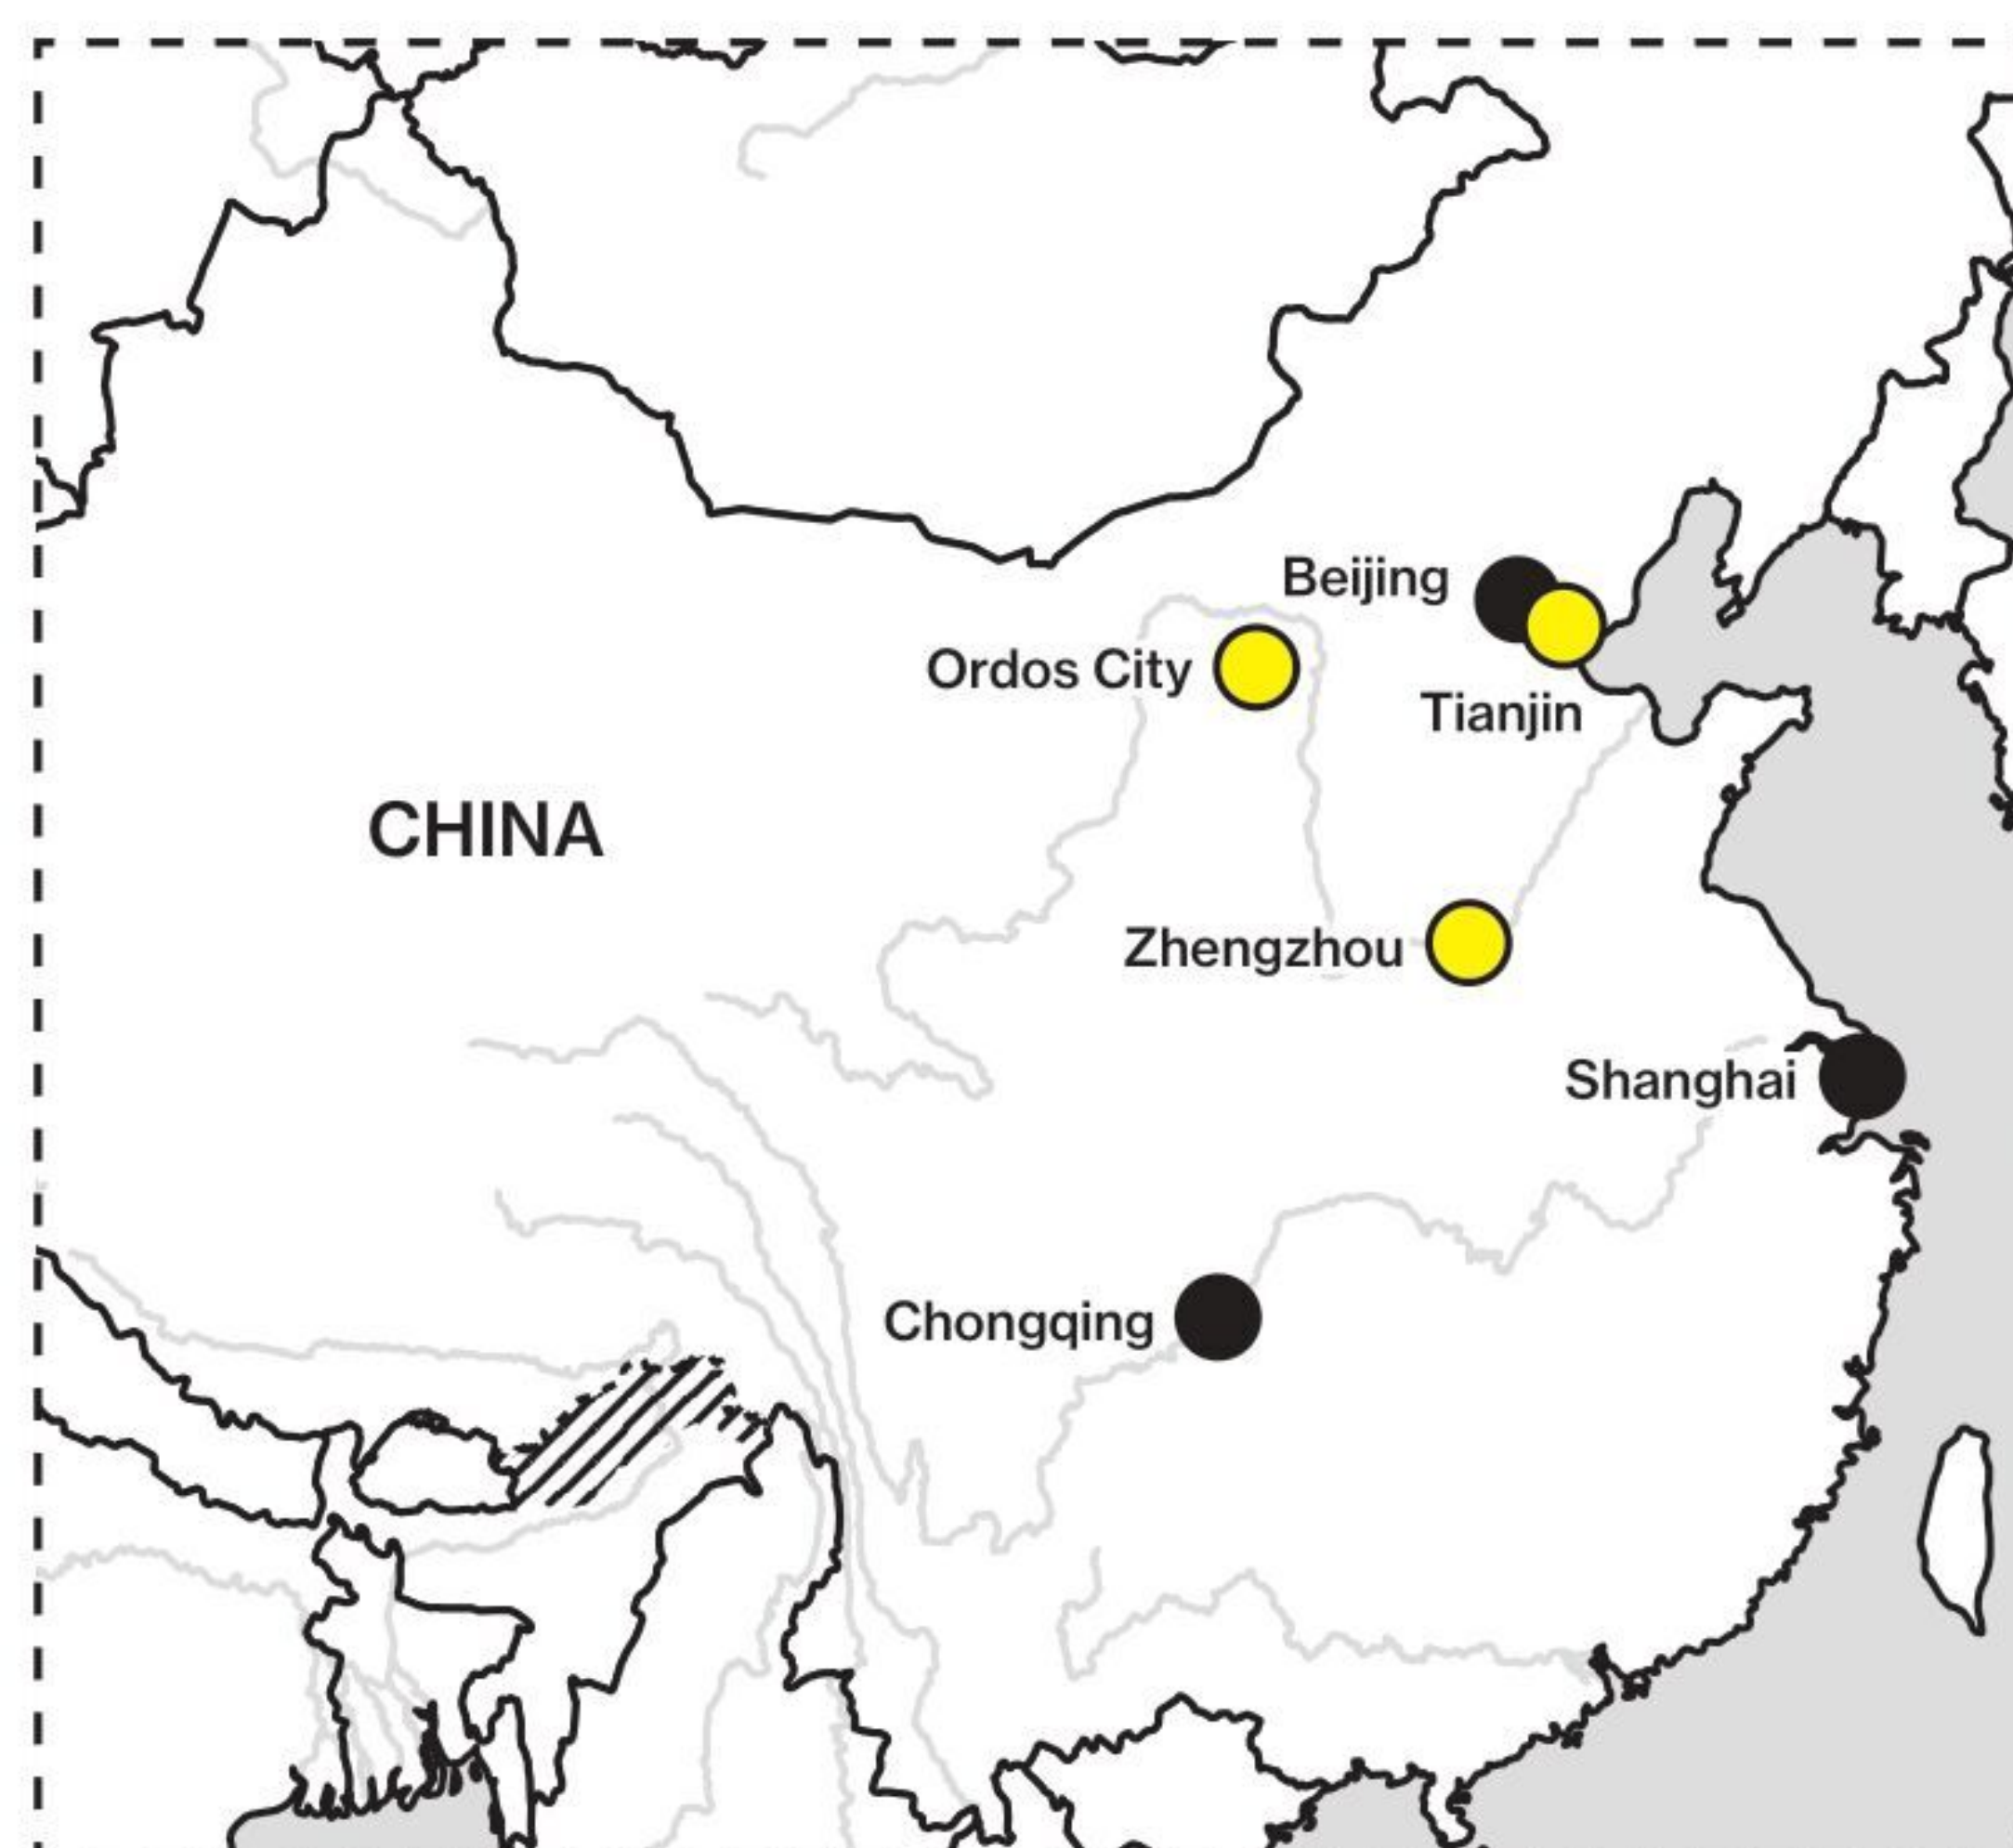 Beijing
Ordos City
Tianjin
CHINA
Zhengzhou
Shanghai
Chongqing